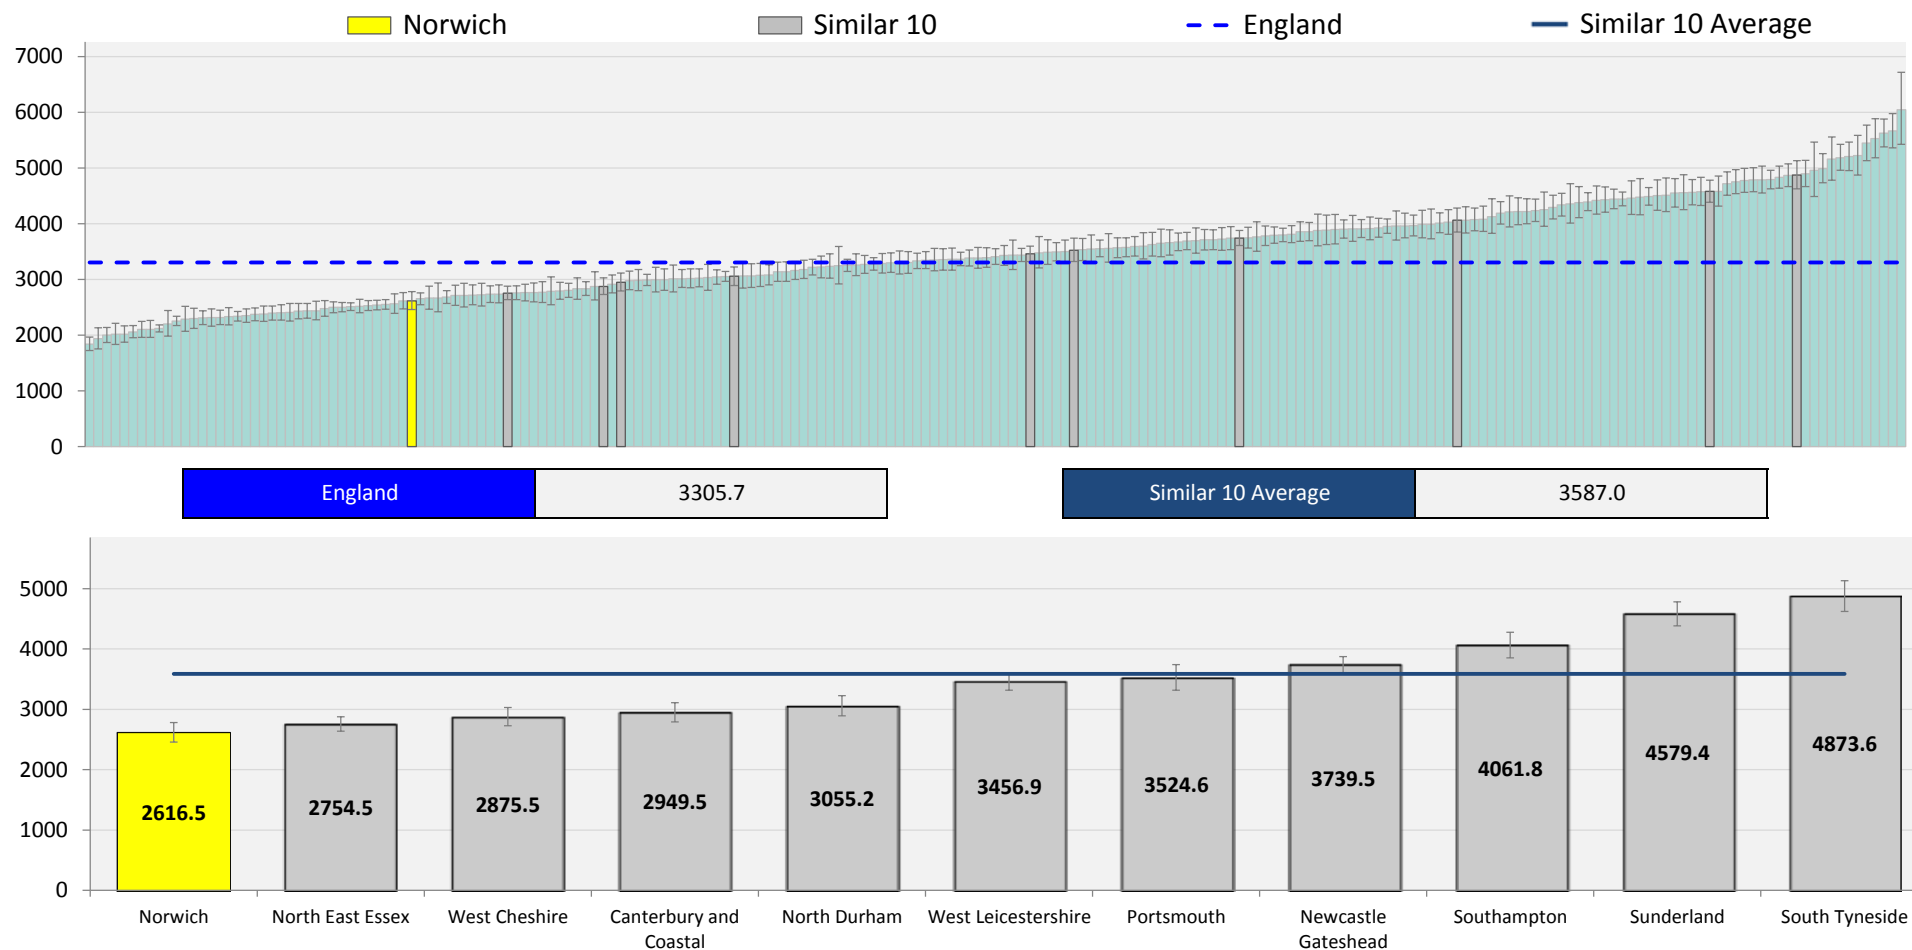 Norwich Similar 10 England Similar 10 Average
7000
6000
5000
4000
3000
2000
1000
0
England 3305.7 Similar 10 Average 3587.0
5000
4000
3000
2000
1000
0
2616.5 2754.5 2875.5 2949.5 3055.2 3456.9 3524.6 3739.5 4061.8 4579.4 4873.6
Norwich North East Essex West Cheshire Canterbury and North Durham West Leicestershire Portsmouth Newcastle Southampton Sunderland South Tyneside
Coastal Gateshead